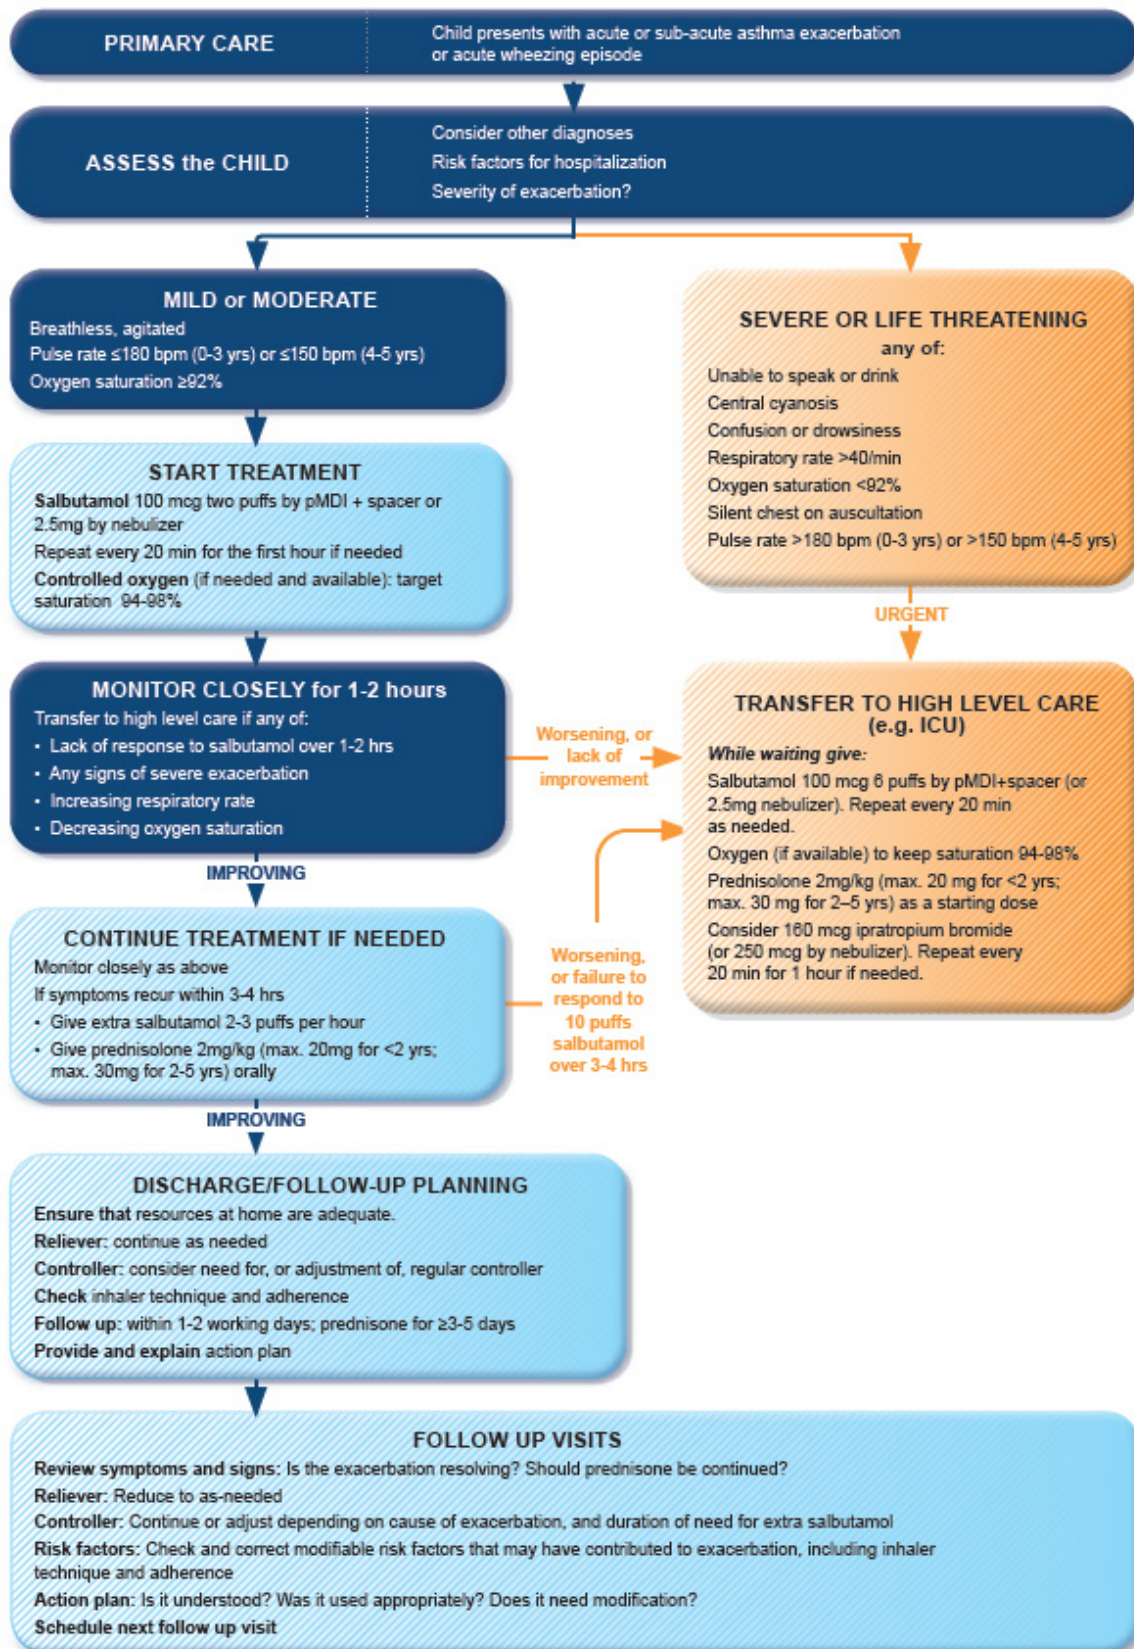 PRIMARY CARE
Child presents with acute or sub-acute asthma exacerbation
or acute wheezing episode
ASSESS the CHILD
Consider other diagnoses
Risk factors for hospitalization
Severity of exacerbation?
MILD or MODERATE
Breathless, agitated
Pulse rate ≤180 bpm (0-3 yrs) or ≤150 bpm (4-5 yrs)
Oxygen saturation ≥92%
SEVERE OR LIFE THREATENING
any of:
Unable to speak or drink
Central cyanosis
Confusion or drowsiness
Respiratory rate >40/min
Oxygen saturation <92%
Silent chest on auscultation
Pulse rate >180 bpm (0-3 yrs) or >150 bpm (4-5 yrs)
START TREATMENT
Salbutamol 100 mcg two puffs by pMDI + spacer or
2.5mg by nebulizer
Repeat every 20 min for the first hour if needed
Controlled oxygen (if needed and available): target
saturation 94-98%
URGENT
MONITOR CLOSELY for 1-2 hours
Transfer to high level care if any of:
• Lack of response to salbutamol over 1-2 hrs
• Any signs of severe exacerbation
• Increasing respiratory rate
• Decreasing oxygen saturation
Worsening, or
lack of
improvement
TRANSFER TO HIGH LEVEL CARE
(e.g. ICU)
While waiting give:
Salbutamol 100 mcg 6 puffs by pMDI+spacer (or
2.5mg nebulizer). Repeat every 20 min
as needed.
Oxygen (if available) to keep saturation 94-98%
Prednisolone 2mg/kg (max. 20 mg for <2 yrs;
max. 30 mg for 2–5 yrs) as a starting dose
Consider 160 mcg ipratropium bromide
(or 250 mcg by nebulizer). Repeat every
20 min for 1 hour if needed.
IMPROVING
CONTINUE TREATMENT IF NEEDED
Monitor closely as above
If symptoms recur within 3-4 hrs
• Give extra salbutamol 2-3 puffs per hour
• Give prednisolone 2mg/kg (max. 20mg for <2 yrs;
max. 30mg for 2-5 yrs) orally
Worsening,
or failure to
respond to
10 puffs
salbutamol
over 3-4 hrs
IMPROVING
DISCHARGE/FOLLOW-UP PLANNING
Ensure that resources at home are adequate.
Reliever: continue as needed
Controller: consider need for, or adjustment of, regular controller
Check inhaler technique and adherence
Follow up: within 1-2 working days; prednisone for ≥3-5 days
Provide and explain action plan
FOLLOW UP VISITS
Review symptoms and signs: Is the exacerbation resolving? Should prednisone be continued?
Reliever: Reduce to as-needed
Controller: Continue or adjust depending on cause of exacerbation, and duration of need for extra salbutamol
Risk factors: Check and correct modifiable risk factors that may have contributed to exacerbation, including inhaler
technique and adherence
Action plan: Is it understood? Was it used appropriately? Does it need modification?
Schedule next follow up visit